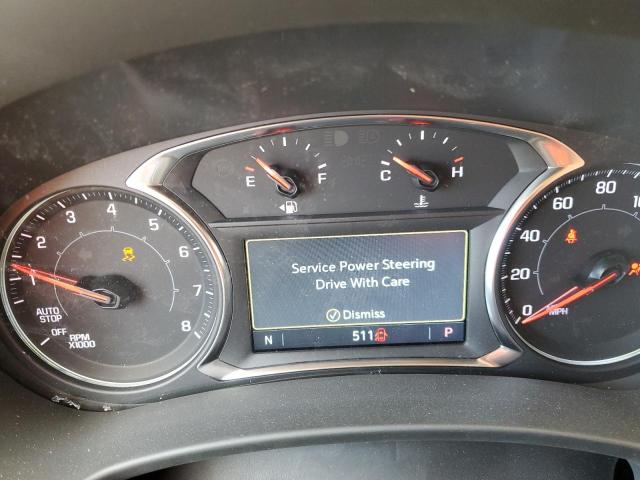 E F
C H
1 2 3 4 5 6 7 8
AUTO
STOP
OFF
RPM
X1000
Service Power Steering
Drive With Care
Dismiss
N 511 P
0 20 40 60 80
MPH